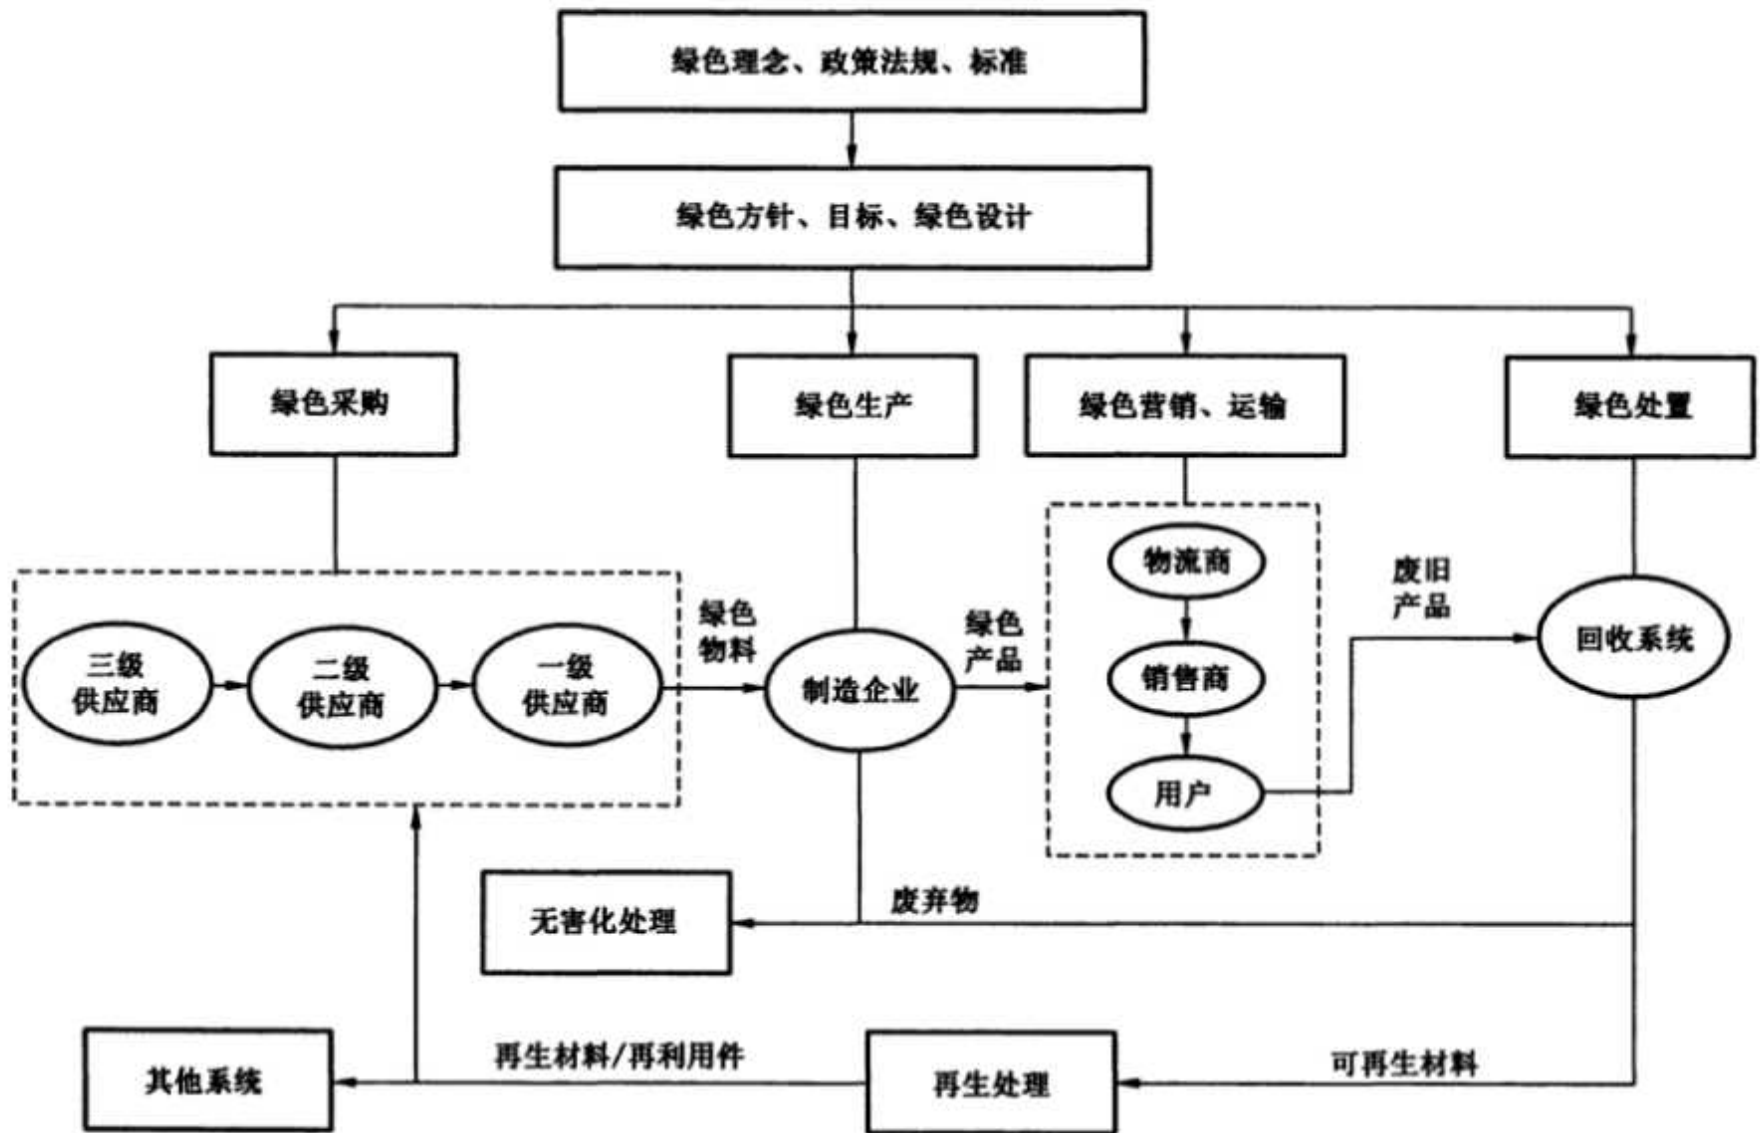 绿色理念、政策法规、标准
绿色方针、目标、绿色设计
绿色采购
绿色生产
绿色营销、运输
绿色处置
三级
供应商
二级
供应商
一级
供应商
绿色
物料
制造企业
绿色
产品
物流商
销售商
用户
废旧
产品
回收系统
无害化处理
废弃物
其他系统
再生材料/再利用件
再生处理
可再生材料